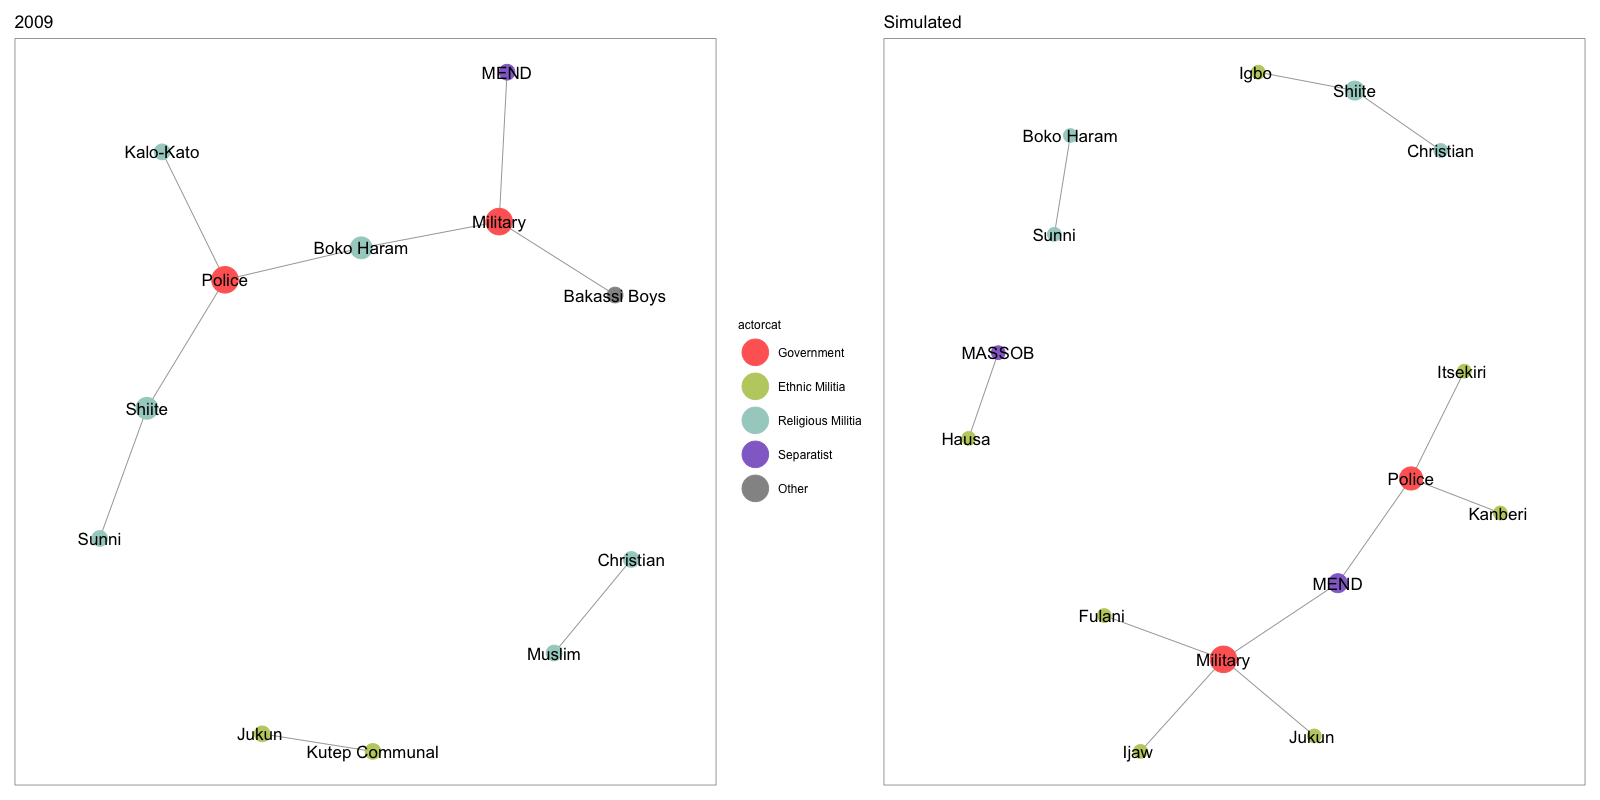 2009
MEND
Kalo-Kato
Military
Boko Haram
Police
Bakassi Boys
Shiite
Sunni
Christian
Muslim
Jukun
Kutep Communal
actorcat
Government
Ethnic Militia
Religious Militia
Separatist
Other
Simulated
Igbo
Shiite
Boko Haram
Christian
Sunni
MASSOB
Itsekiri
Hausa
Police
Kanberi
MEND
Fulani
Military
Jukun
Ijaw